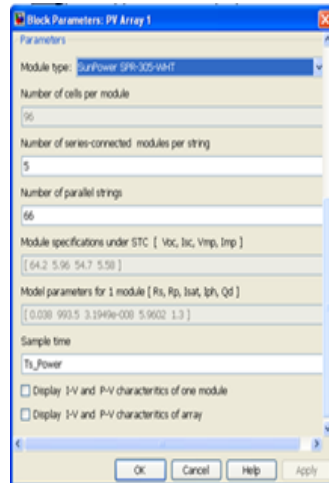 Block Parameters: PV Array 1
Parameters
Module type: SunPower SPR-305-WHT
Number of cells per module
96
Number of series-connected modules per string
5
Number of parallel strings
66
Module specifications under STC [ Voc, Isc, Vmp, Imp ]
[ 64.2 5.96 54.7 5.58 ]
Model parameters for 1 module [ Rs, Rp, Isat, Iph, Qd ]
[ 0.038 993.5 3.1949e-008 5.9602 1.3 ]
Sample time
Ts_Power
Display I-V and P-V charactertics of one module
Display I-V and P-V charactertics of array
OK Cancel Help Apply